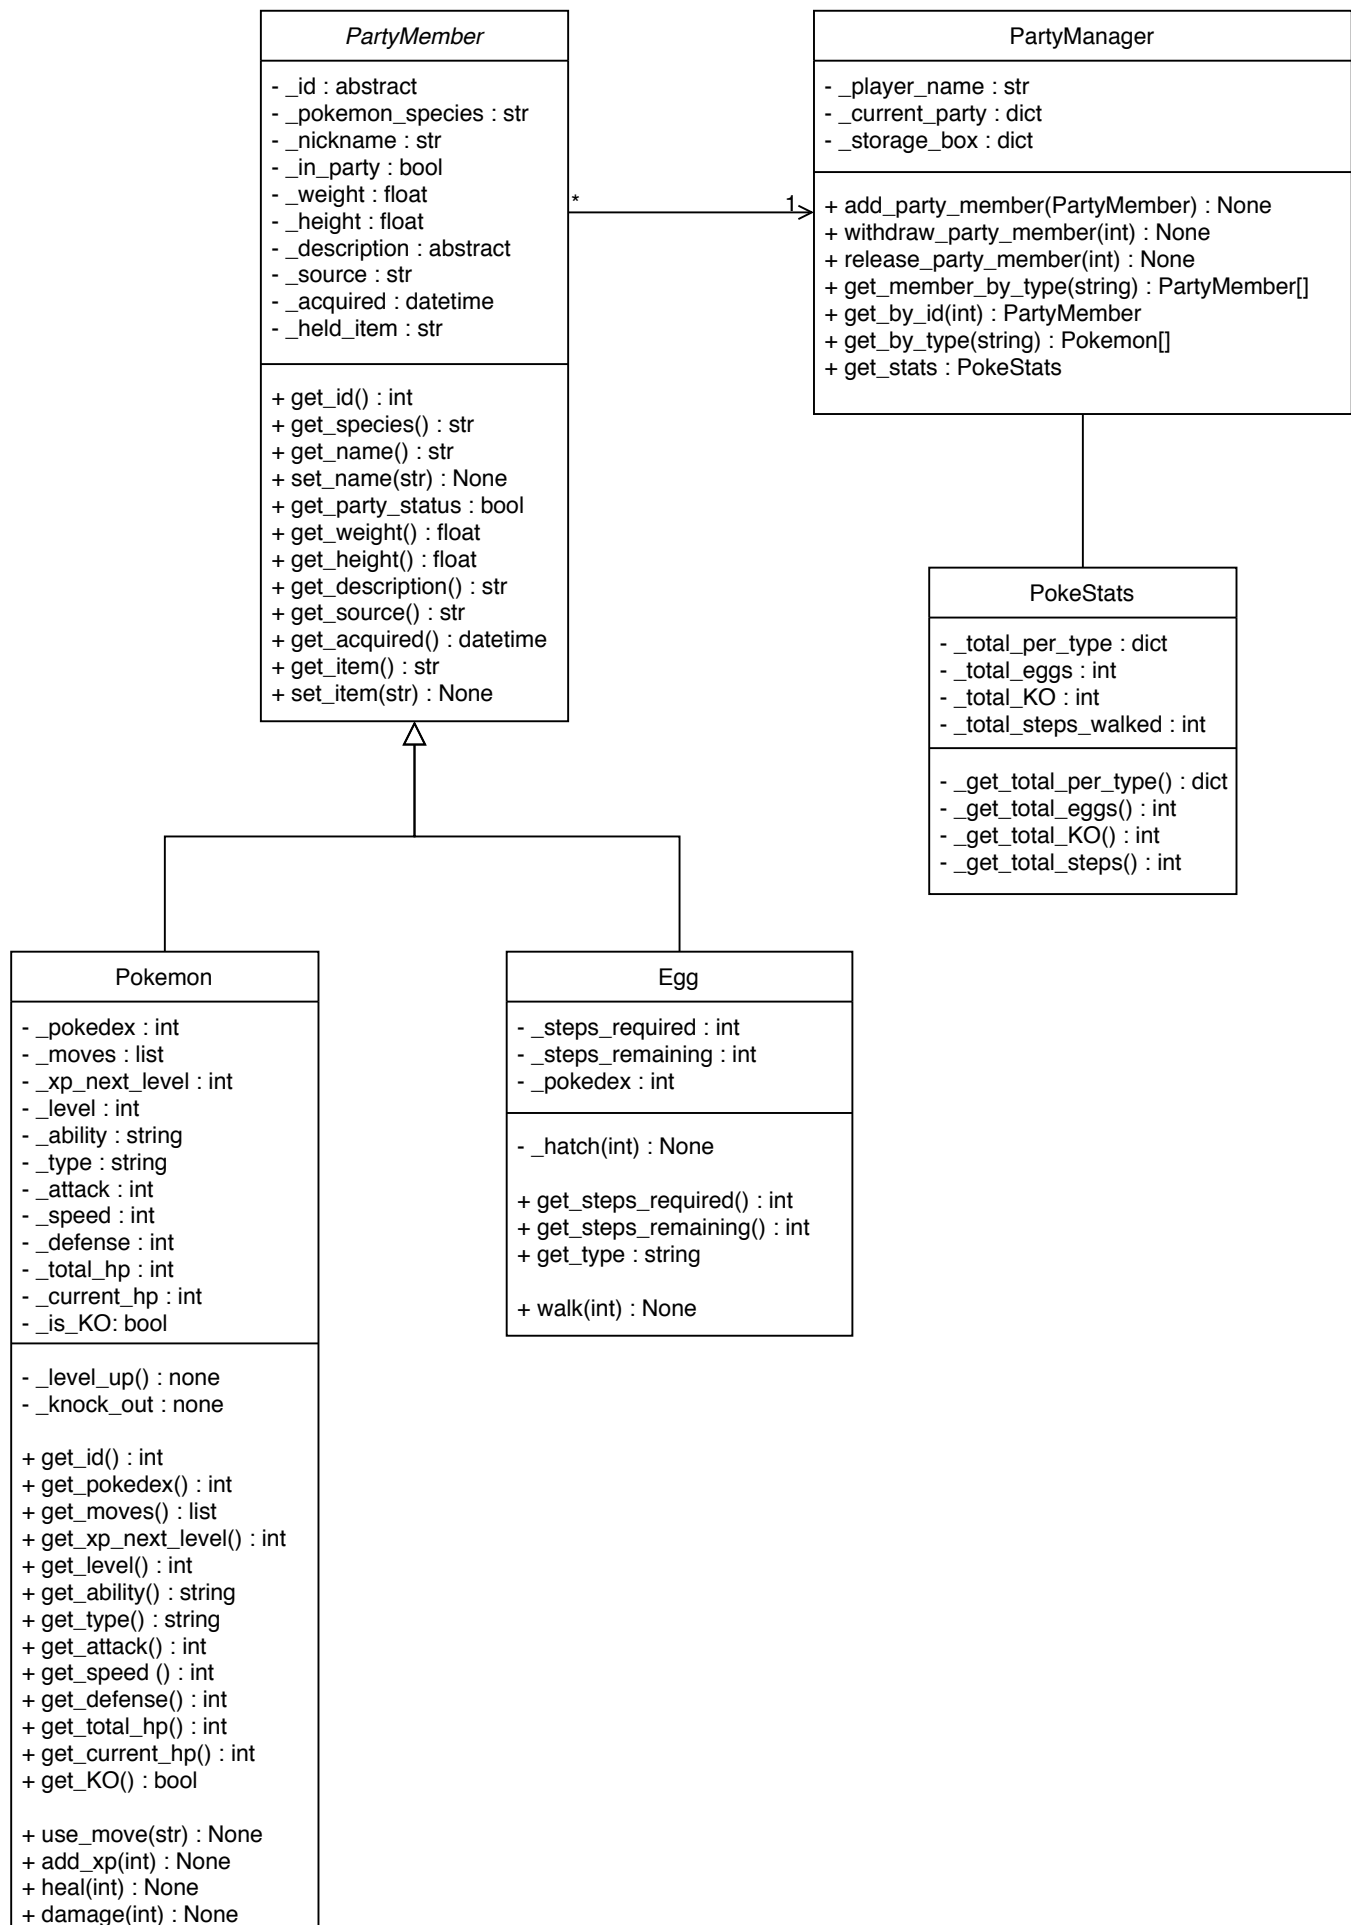 PartyMember
- _id : abstract
- _pokemon_species : str
- _nickname : str
- _in_party : bool
- _weight : float
- _height : float
- _description : abstract
- _source : str
- _acquired : datetime
- _held_item : str
+ get_id() : int
+ get_species() : str
+ get_name() : str
+ set_name(str) : None
+ get_party_status : bool
+ get_weight() : float
+ get_height() : float
+ get_description() : str
+ get_source() : str
+ get_acquired() : datetime
+ get_item() : str
+ set_item(str) : None
*
1
PartyManager
- _player_name : str
- _current_party : dict
- _storage_box : dict
+ add_party_member(PartyMember) : None
+ withdraw_party_member(int) : None
+ release_party_member(int) : None
+ get_member_by_type(string) : PartyMember[]
+ get_by_id(int) : PartyMember
+ get_by_type(string) : Pokemon[]
+ get_stats : PokeStats
PokeStats
- _total_per_type : dict
- _total_eggs : int
- _total_KO : int
- _total_steps_walked : int
- _get_total_per_type() : dict
- _get_total_eggs() : int
- _get_total_KO() : int
- _get_total_steps() : int
Pokemon
- _pokedex : int
- _moves : list
- _xp_next_level : int
- _level : int
- _ability : string
- _type : string
- _attack : int
- _speed : int
- _defense : int
- _total_hp : int
- _current_hp : int
- _is_KO: bool
- _level_up() : none
- _knock_out : none
+ get_id() : int
+ get_pokedex() : int
+ get_moves() : list
+ get_xp_next_level() : int
+ get_level() : int
+ get_ability() : string
+ get_type() : string
+ get_attack() : int
+ get_speed () : int
+ get_defense() : int
+ get_total_hp() : int
+ get_current_hp() : int
+ get_KO() : bool
+ use_move(str) : None
+ add_xp(int) : None
+ heal(int) : None
+ damage(int) : None
Egg
- _steps_required : int
- _steps_remaining : int
- _pokedex : int
- _hatch(int) : None
+ get_steps_required() : int
+ get_steps_remaining() : int
+ get_type : string
+ walk(int) : None